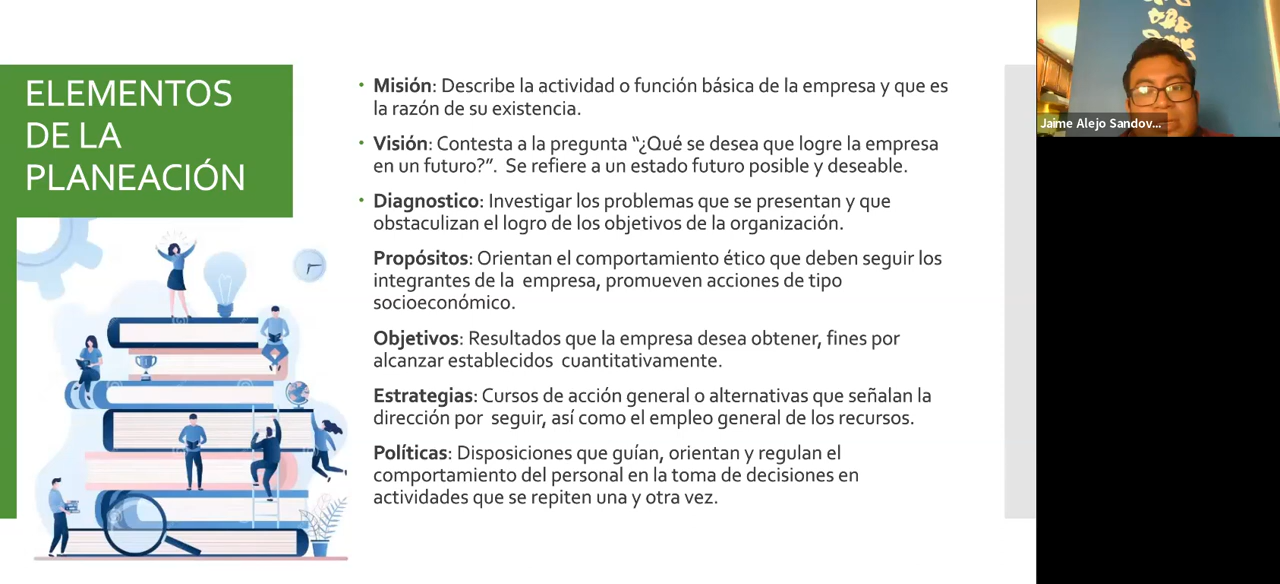 ELEMENTOS
DE LA
PLANEACIÓN
• Misión: Describe la actividad o función básica de la empresa y que es
la razón de su existencia.
• Visión: Contesta a la pregunta “¿Qué se desea que logre la empresa
en un futuro?”. Se refiere a un estado futuro posible y deseable.
• Diagnostico: Investigar los problemas que se presentan y que
obstaculizan el logro de los objetivos de la organización.
Propósitos: Orientan el comportamiento ético que deben seguir los
integrantes de la empresa, promueven acciones de tipo
socioeconómico.
Objetivos: Resultados que la empresa desea obtener, fines por
alcanzar establecidos cuantitativamente.
Estrategias: Cursos de acción general o alternativas que señalan la
dirección por seguir, así como el empleo general de los recursos.
Políticas: Disposiciones que guían, orientan y regulan el
comportamiento del personal en la toma de decisiones en
actividades que se repiten una y otra vez.
Jaime Alejo Sandov...